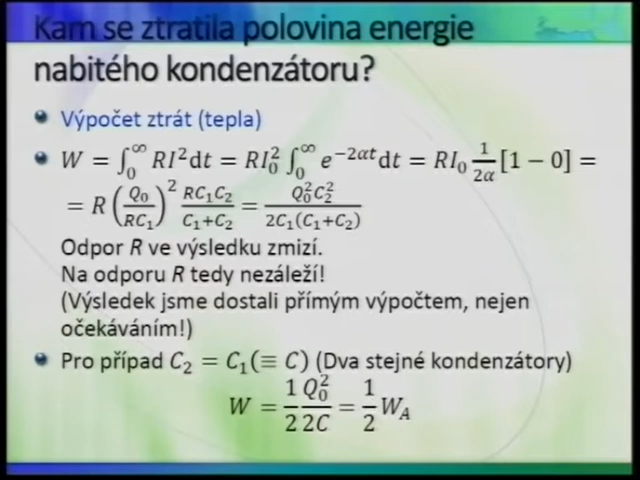 Kam se ztratila polovina energie
nabitého kondenzátoru?
Výpočet ztrát (tepla)
W = ∫₀^∞ RI²dt = RI₀² ∫₀^∞ e^(−2αt)dt = RI₀ 1/(2α) [1 − 0] =
= R (Q₀/(RC₁))² RC₁C₂/(C₁+C₂) = Q₀²C₂²/(2C₁(C₁+C₂))
Odpor R ve výsledku zmizí.
Na odporu R tedy nezáleží!
(Výsledek jsme dostali přímým výpočtem, nejen
očekáváním!)
Pro případ C₂ = C₁(≡ C) (Dva stejné kondenzátory)
W = 1/2 Q₀²/(2C) = 1/2 W_A